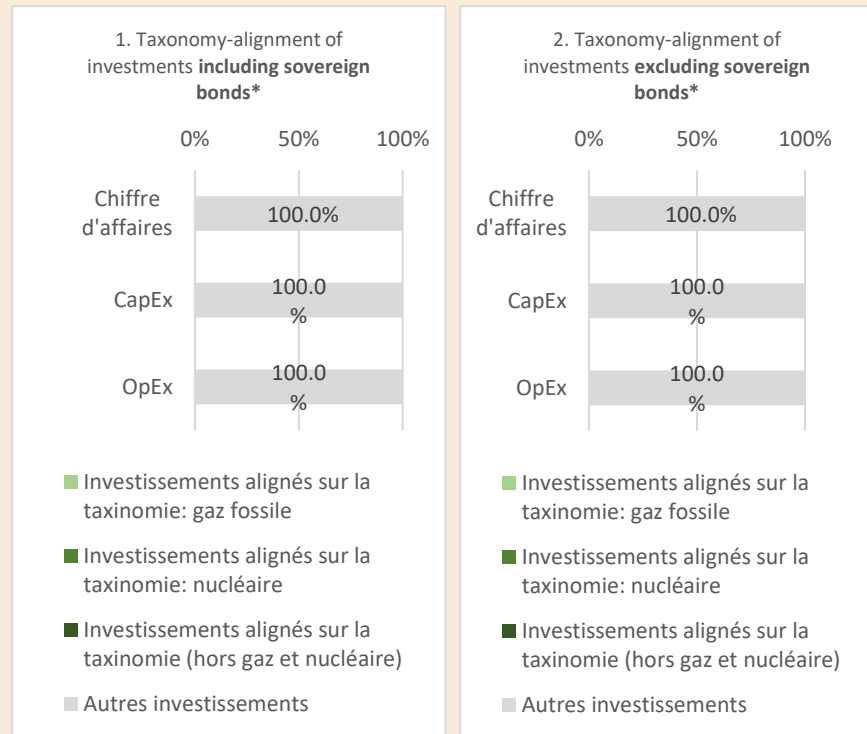 1. Taxonomy-alignment of
investments including sovereign
bonds*
0% 50% 100%
Chiffre
d'affaires
100.0%
CapEx
100.0
%
OpEx
100.0
%
Investissements alignés sur la
taxinomie: gaz fossile
Investissements alignés sur la
taxinomie: nucléaire
Investissements alignés sur la
taxinomie (hors gaz et nucléaire)
Autres investissements
2. Taxonomy-alignment of
investments excluding sovereign
bonds*
0% 50% 100%
Chiffre
d'affaires
100.0%
CapEx
100.0
%
OpEx
100.0
%
Investissements alignés sur la
taxinomie: gaz fossile
Investissements alignés sur la
taxinomie: nucléaire
Investissements alignés sur la
taxinomie (hors gaz et nucléaire)
Autres investissements